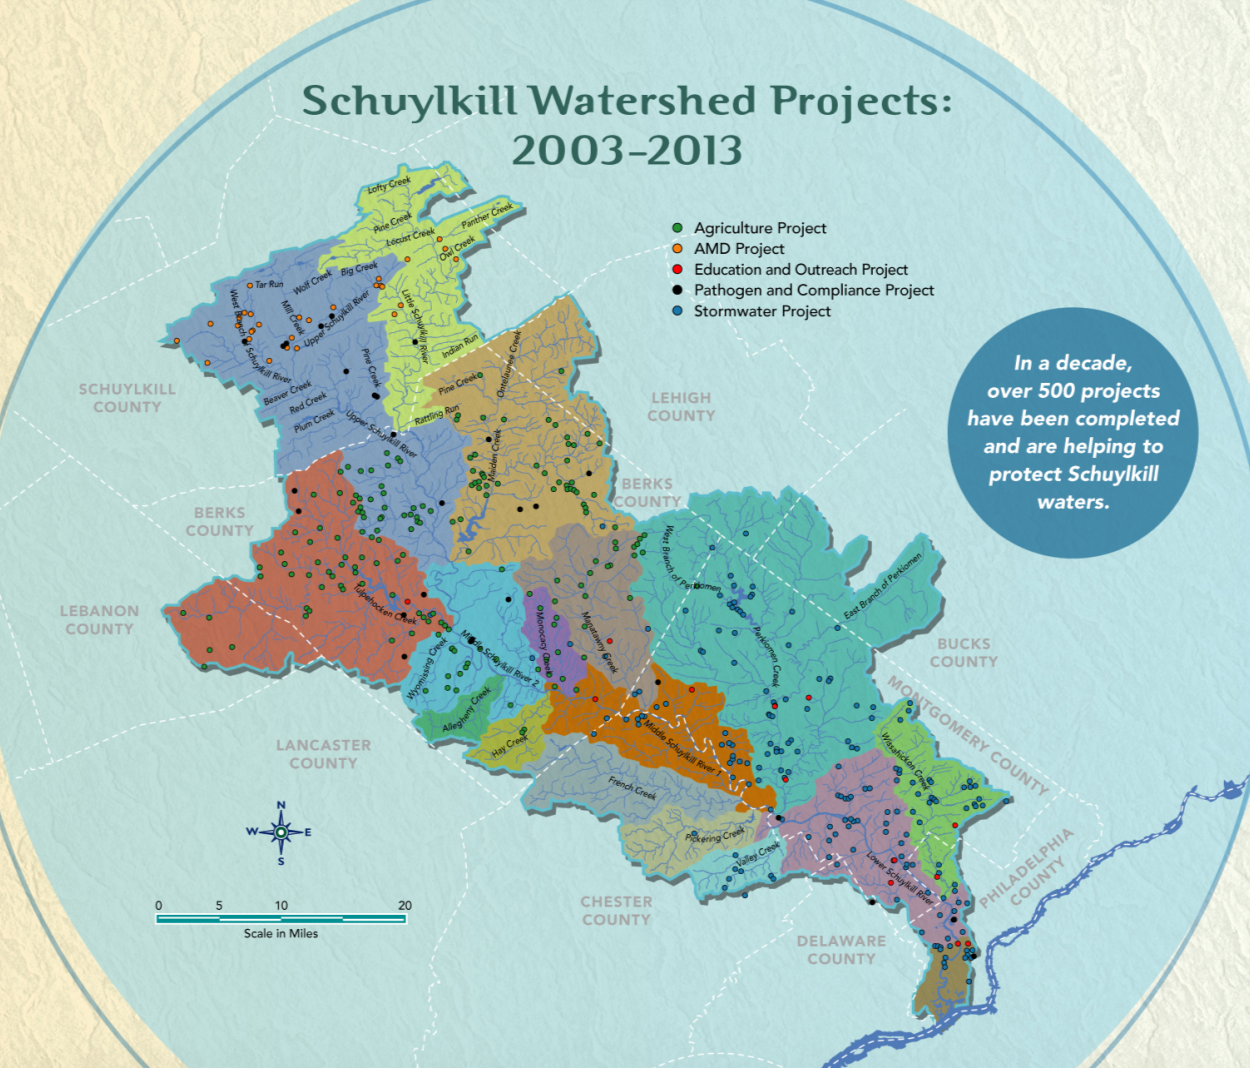 Schuylkill Watershed Projects:
2003–2013
Agriculture Project
AMD Project
Education and Outreach Project
Pathogen and Compliance Project
Stormwater Project
In a decade,
over 500 projects
have been completed
and are helping to
protect Schuylkill
waters.
Lofty Creek
Pine Creek
Panther Creek
Locust Creek
Owl Creek
Tar Run
Wolf Creek
Big Creek
West Branch of Schuylkill River
Mill Creek
Upper Schuylkill River
Little Schuylkill River
Indian Run
Pine Creek
Beaver Creek
Red Creek
Plum Creek
Upper Schuylkill River
Pine Creek
Ontelaunee Creek
Rattling Run
Maiden Creek
SCHUYLKILL
COUNTY
LEHIGH
COUNTY
BERKS
COUNTY
BERKS
COUNTY
LEBANON
COUNTY
Tulpehocken Creek
West Branch of Perkiomen
East Branch of Perkiomen
Perkiomen Creek
Monocacy Creek
Manatawny Creek
Middle Schuylkill River 2
Wyomissing Creek
Allegheny Creek
Hay Creek
BUCKS
COUNTY
MONTGOMERY COUNTY
LANCASTER
COUNTY
Middle Schuylkill River 1
Wissahickon Creek
French Creek
Pickering Creek
Valley Creek
Lower Schuylkill River
PHILADELPHIA
COUNTY
CHESTER
COUNTY
DELAWARE
COUNTY
N
W E
S
0 5 10 20
Scale in Miles